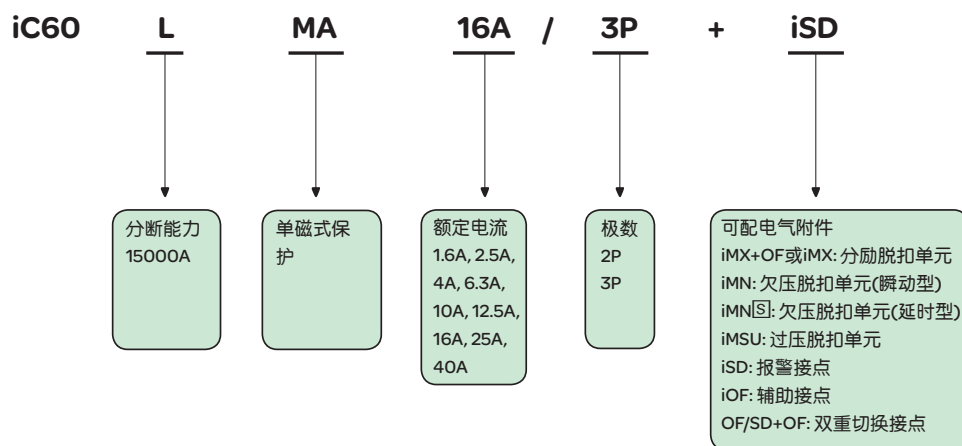 iC60 L MA 16A / 3P + iSD
分断能力
15000A
单磁式保
护
额定电流
1.6A, 2.5A,
4A, 6.3A,
10A, 12.5A,
16A, 25A,
40A
极数
2P
3P
可配电气附件
iMX+OF或iMX: 分励脱扣单元
iMN: 欠压脱扣单元(瞬动型)
iMN🅂: 欠压脱扣单元(延时型)
iMSU: 过压脱扣单元
iSD: 报警接点
iOF: 辅助接点
OF/SD+OF: 双重切换接点